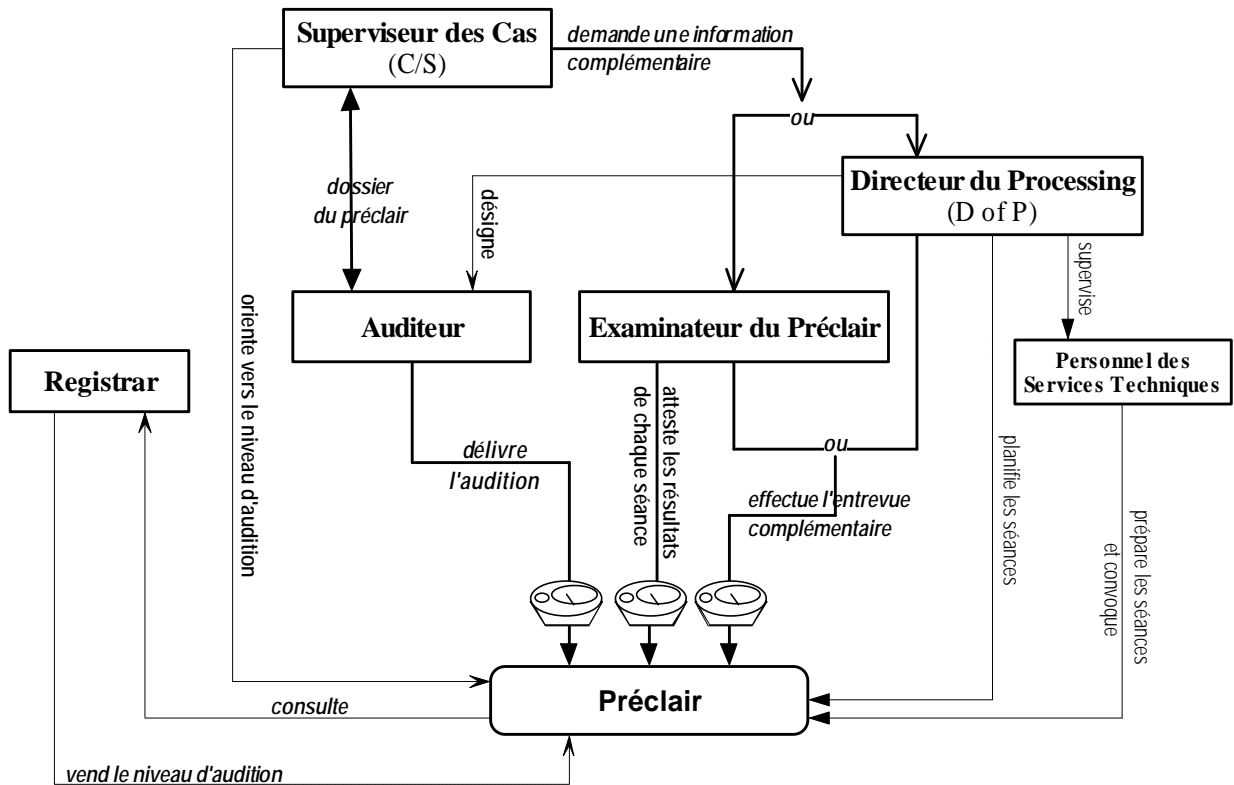 Superviseur des Cas
(C/S)
demande une information
complémentaire
ou
Directeur du Processing
(D of P)
dossier
du préclair
désigne
supervise
oriente vers le niveau d'audition
Auditeur
Examinateur du Préclair
Personnel des
Services Techniques
Registrar
délivre
l'audition
atteste les résultats
de chaque séance
ou
effectue l'entrevue
complémentaire
planifie les séances
prépare les séances
et convoque
Préclair
consulte
vend le niveau d'audition